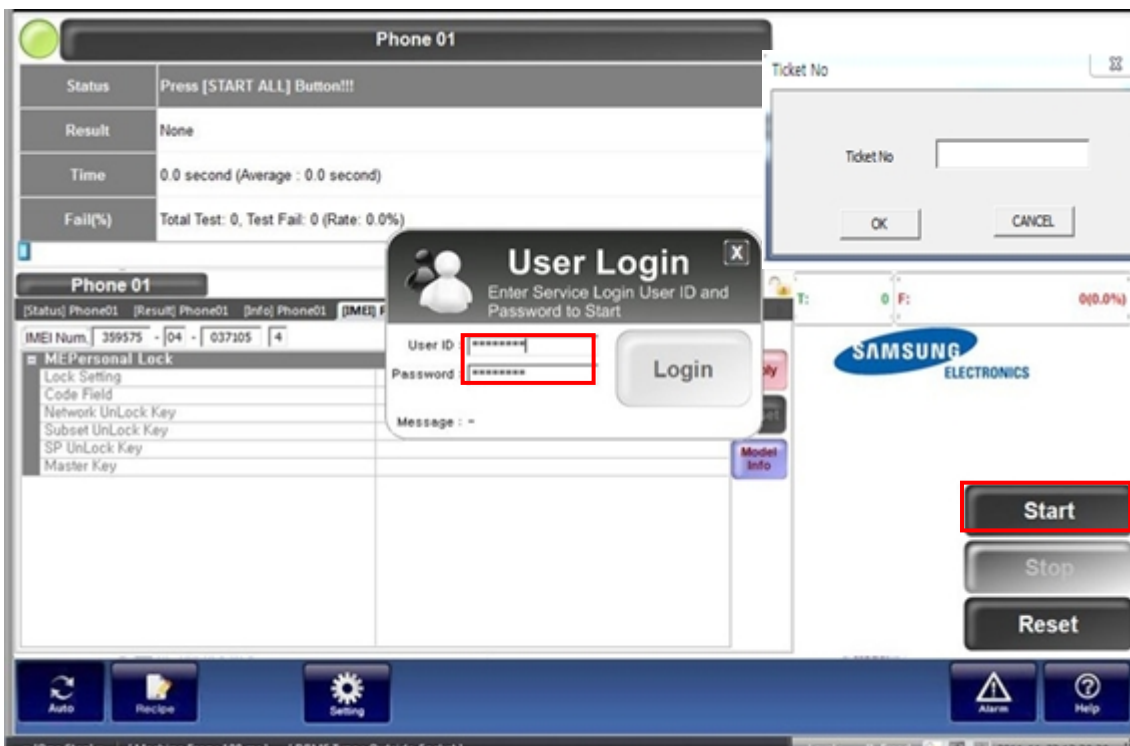 Phone 01
Status Press [START ALL] Button!!!
Result None
Time 0.0 second (Average : 0.0 second)
Fail(%) Total Test: 0, Test Fail: 0 (Rate: 0.0%)
Ticket No
Ticket No
OK CANCEL
User Login X
Enter Service Login User ID and
Password to Start
User ID : ********
Password : ********
Login
Message : -
Phone 01
[Status] Phone01 [Result] Phone01 [Info] Phone01 [IMEI]
IMEI Num. 359575 - 04 - 037105 4
MEPersonal Lock
Lock Setting
Code Field
Network UnLock Key
Subset UnLock Key
SP UnLock Key
Master Key
Model
Info
T: 0 F: 0(0.0%)
SAMSUNG
ELECTRONICS
Start
Stop
Reset
Auto Recipe Setting Alarm Help